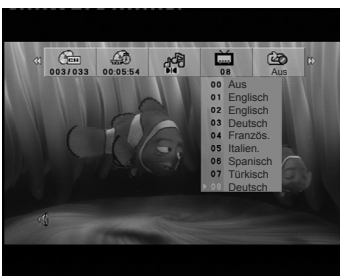 003/033 00:05:54 08 Aus
00 Aus
01 Englisch
02 Englisch
03 Deutsch
04 Französ.
05 Italien.
06 Spanisch
07 Türkisch
08 Deutsch